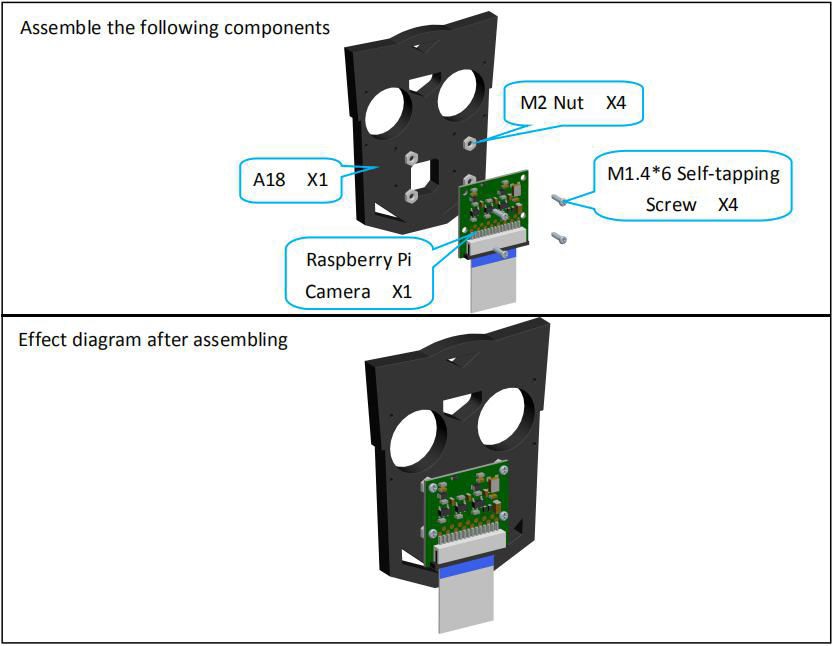 Assemble the following components
M2 Nut X4
A18 X1
M1.4*6 Self-tapping
Screw X4
Raspberry Pi
Camera X1
Effect diagram after assembling